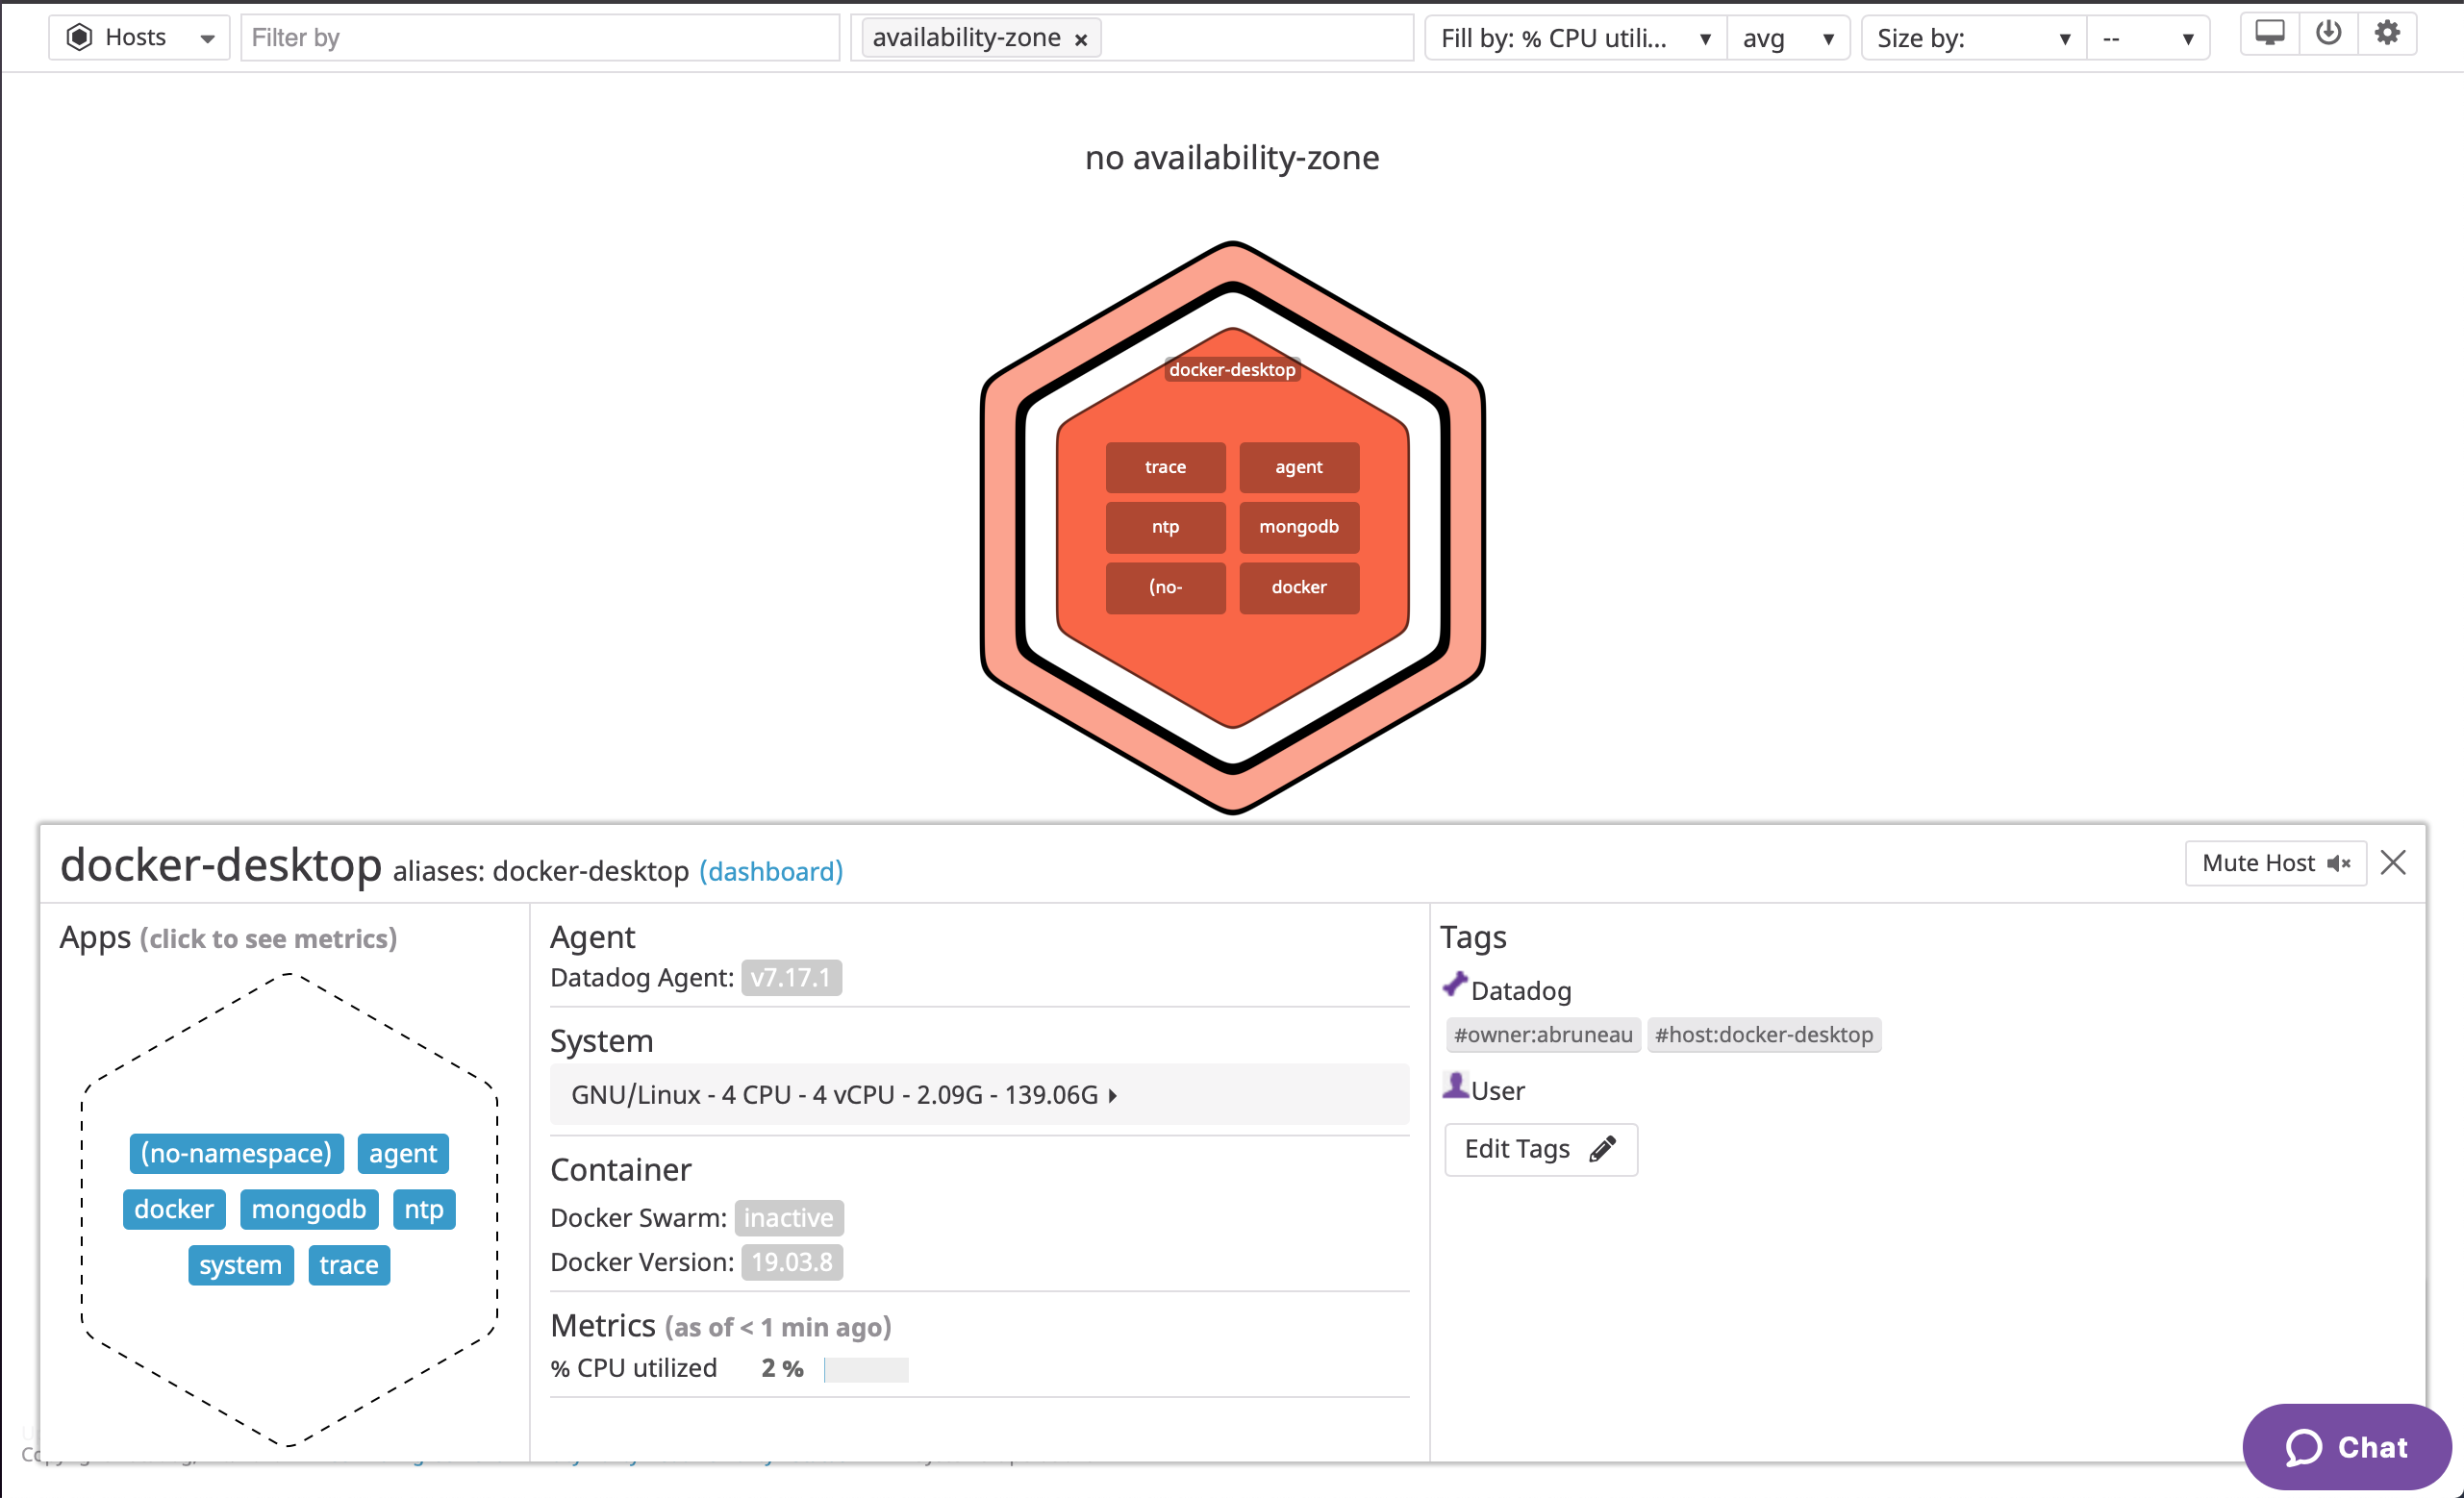 Hosts Filter by availability-zone × Fill by: % CPU utili... avg Size by: --
no availability-zone
docker-desktop
trace agent
ntp mongodb
(no- docker
docker-desktop aliases: docker-desktop (dashboard) Mute Host
Apps (click to see metrics)
(no-namespace) agent
docker mongodb ntp
system trace
Agent
Datadog Agent: v7.17.1
System
GNU/Linux - 4 CPU - 4 vCPU - 2.09G - 139.06G
Container
Docker Swarm: inactive
Docker Version: 19.03.8
Metrics (as of < 1 min ago)
% CPU utilized 2 %
Tags
Datadog
#owner:abruneau #host:docker-desktop
User
Edit Tags
Chat